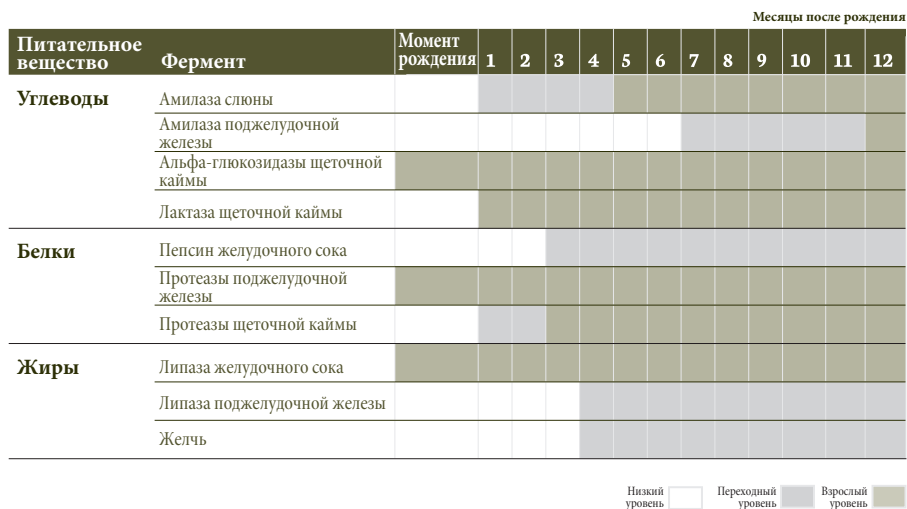 Месяцы после рождения
Питательное вещество Фермент Момент рождения 1 2 3 4 5 6 7 8 9 10 11 12
Углеводы Амилаза слюны
Амилаза поджелудочной
железы
Альфа-глюкозидазы щеточной
каймы
Лактаза щеточной каймы
Белки Пепсин желудочного сока
Протеазы поджелудочной
железы
Протеазы щеточной каймы
Жиры Липаза желудочного сока
Липаза поджелудочной железы
Желчь
Низкий уровень Переходный уровень Взрослый уровень